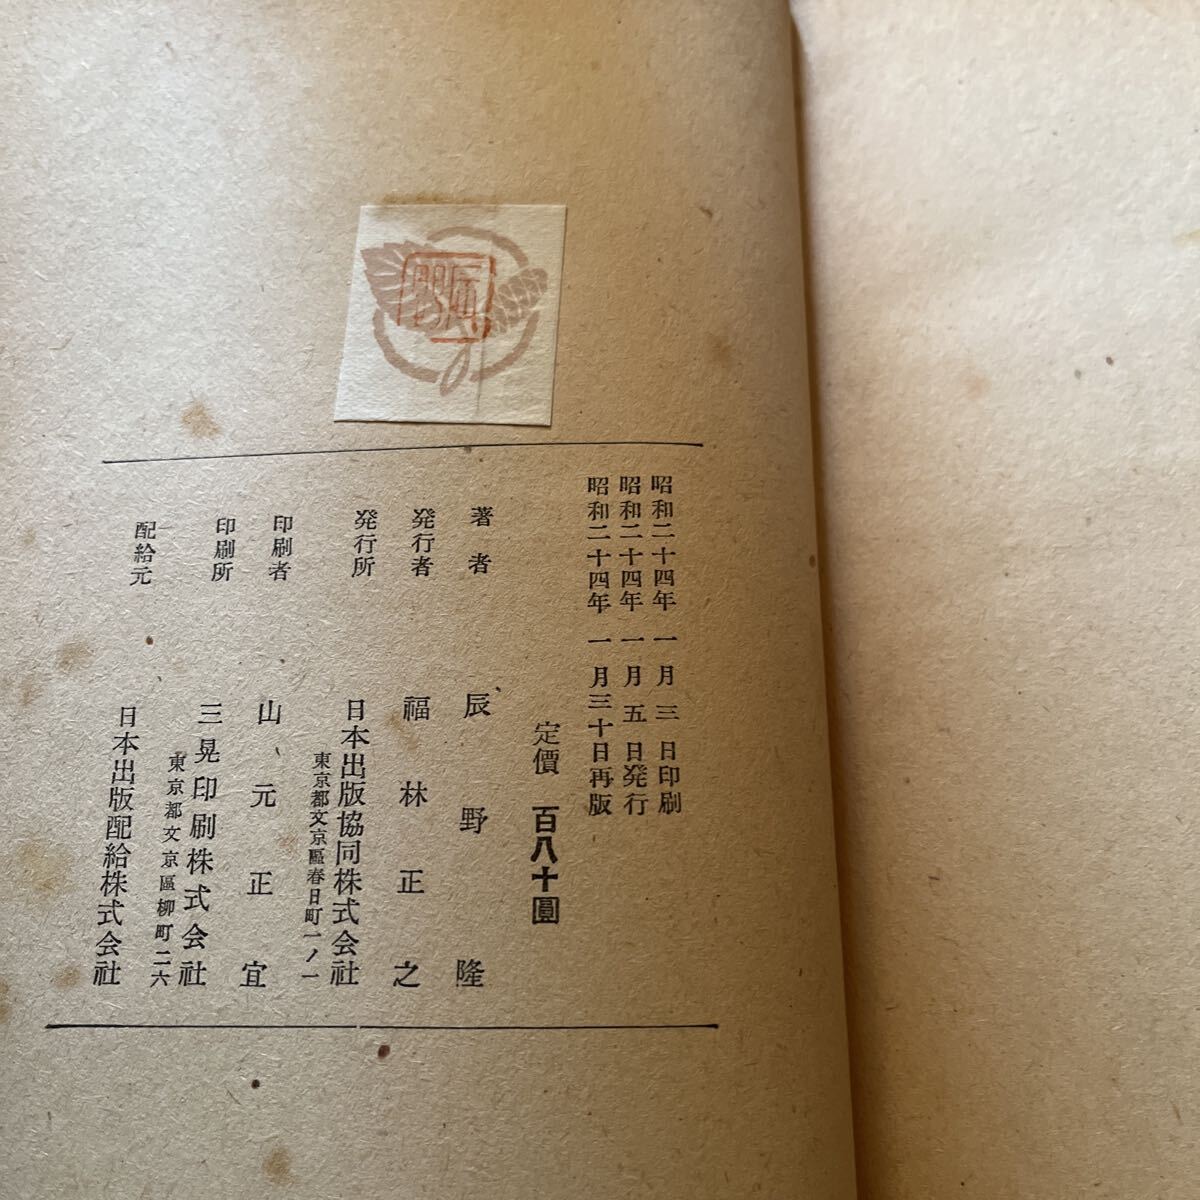 昭和二十四年一月三日印刷
昭和二十四年一月五日発行
昭和二十四年一月三十日再版
定價 百八十圓
著者 辰野隆
発行者 福林正之
発行所 日本出版協同株式会社
東京都文京區春日町一ノ一
印刷者 山元正宜
印刷所 三晃印刷株式会社
東京都文京區柳町二六
配給元 日本出版配給株式会社